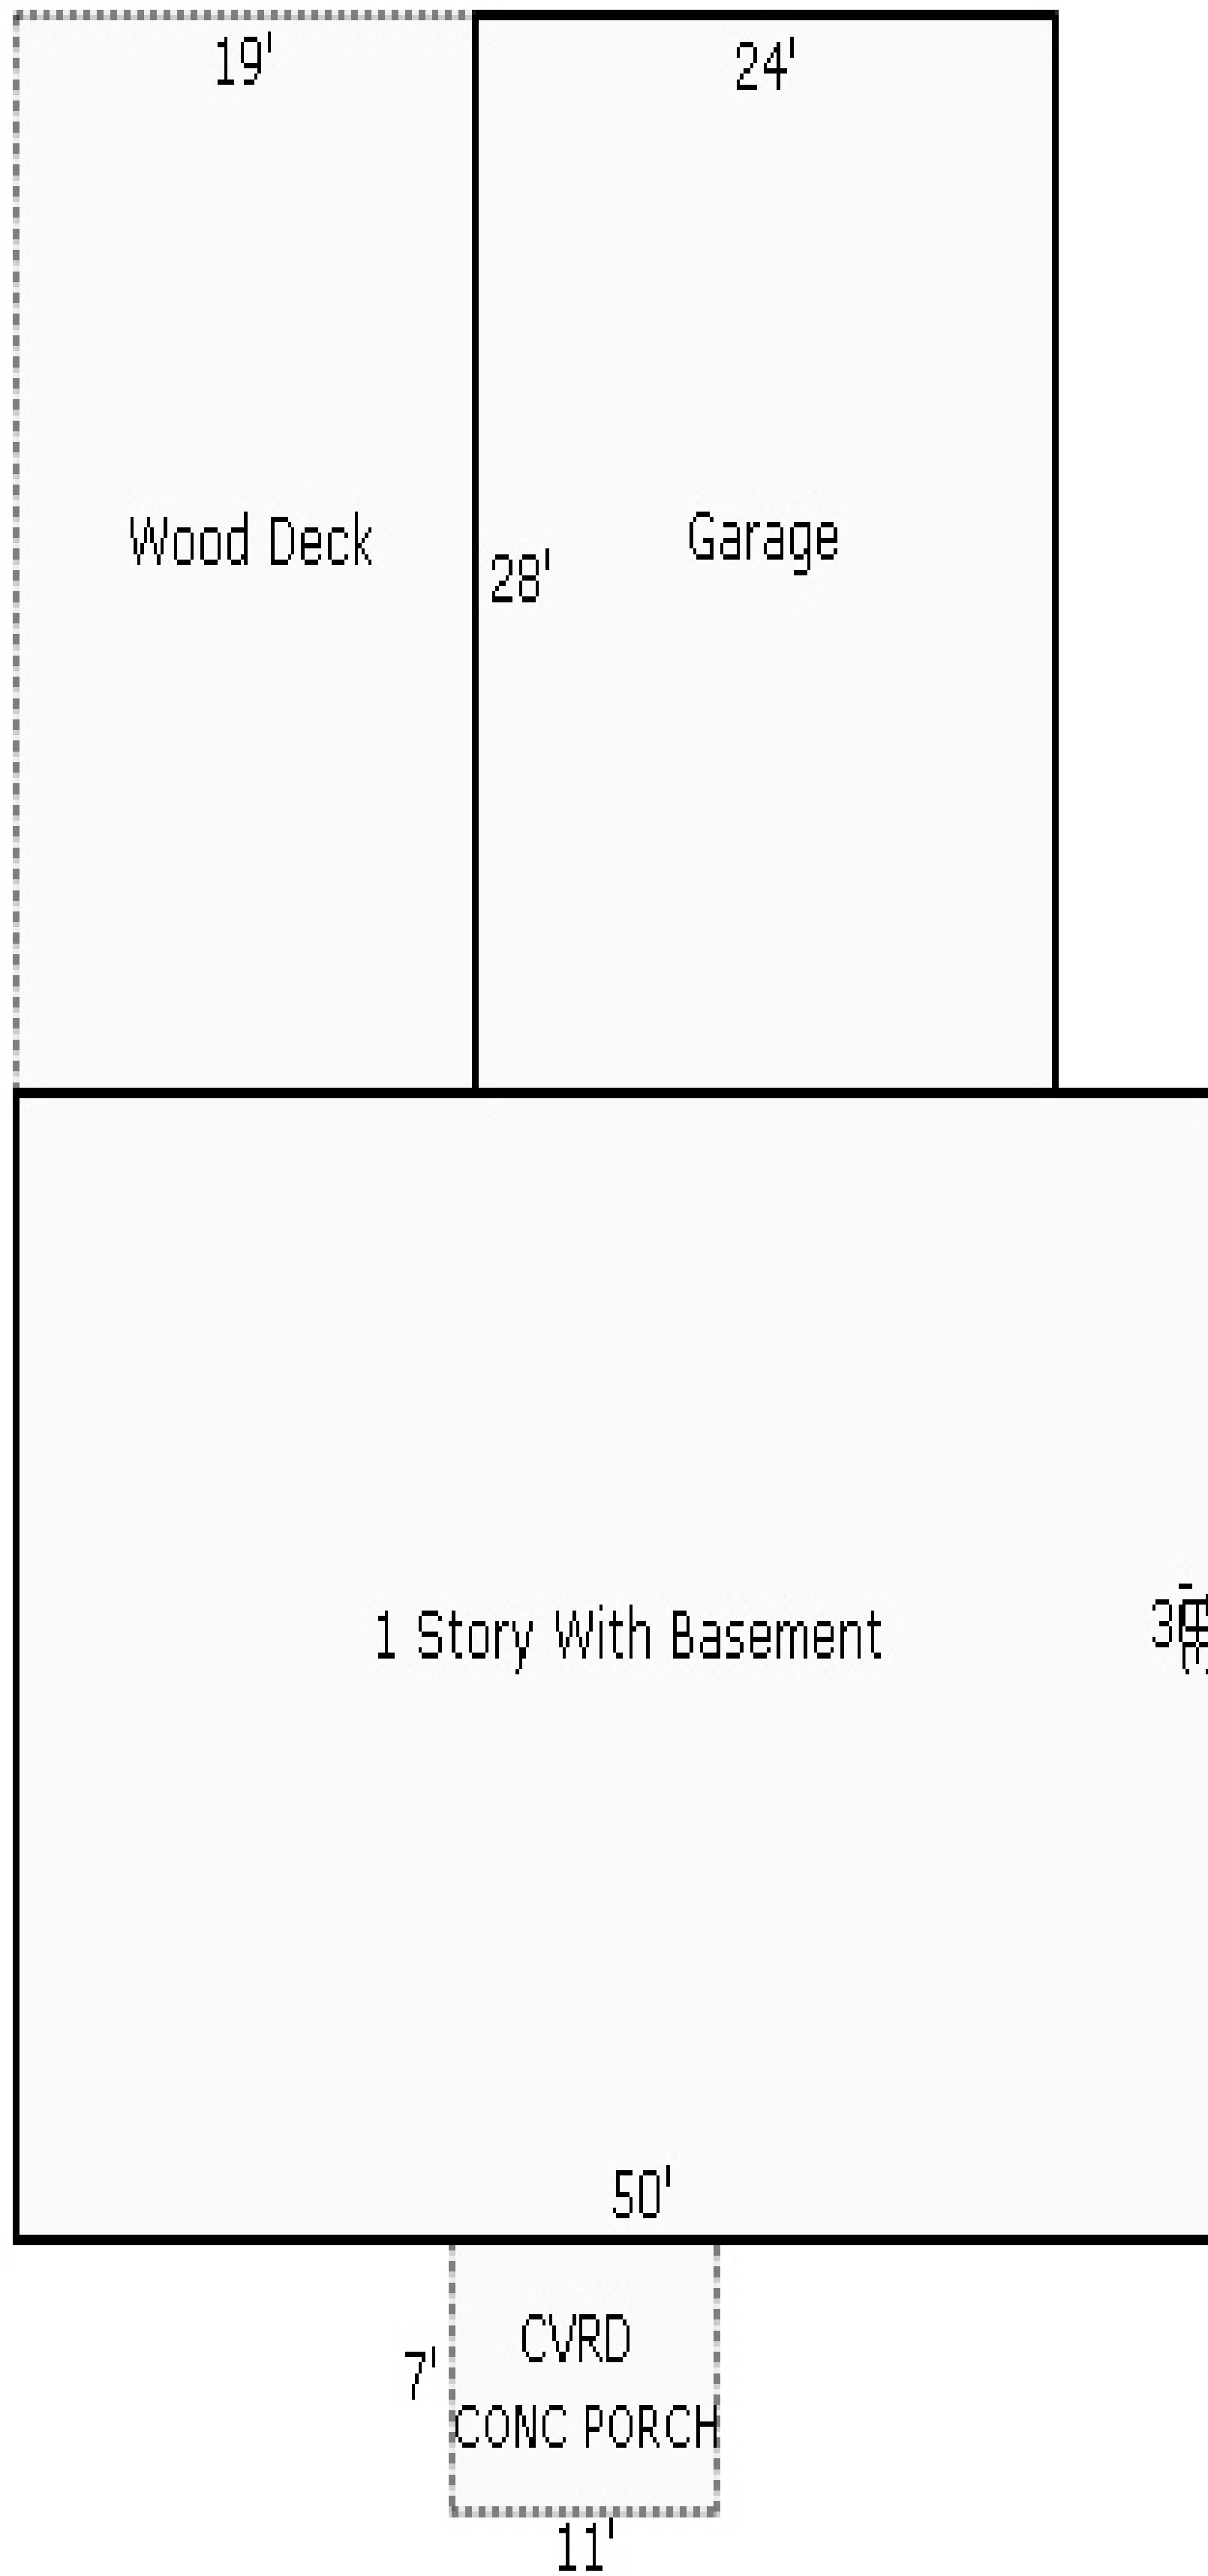 19'
24'
Wood Deck
Garage
28'
1 Story With Basement
50'
CVRD
7'
CONC PORCH
11'